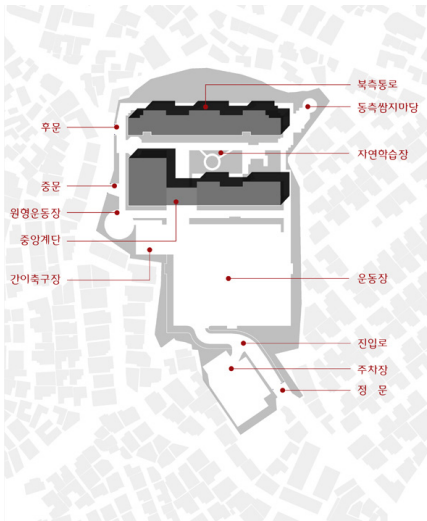 북측통로
동측쌈지마당
후문
자연학습장
중문
원형운동장
중앙계단
간이축구장
운동장
진입로
주차장
정 문